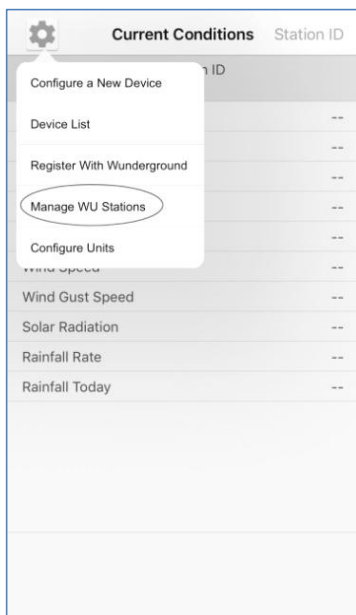 Current Conditions Station ID
n ID
Configure a New Device
Device List
--
--
Register With Wunderground
--
Manage WU Stations
--
Configure Units
--
--
Wind Gust Speed --
Solar Radiation --
Rainfall Rate --
Rainfall Today --